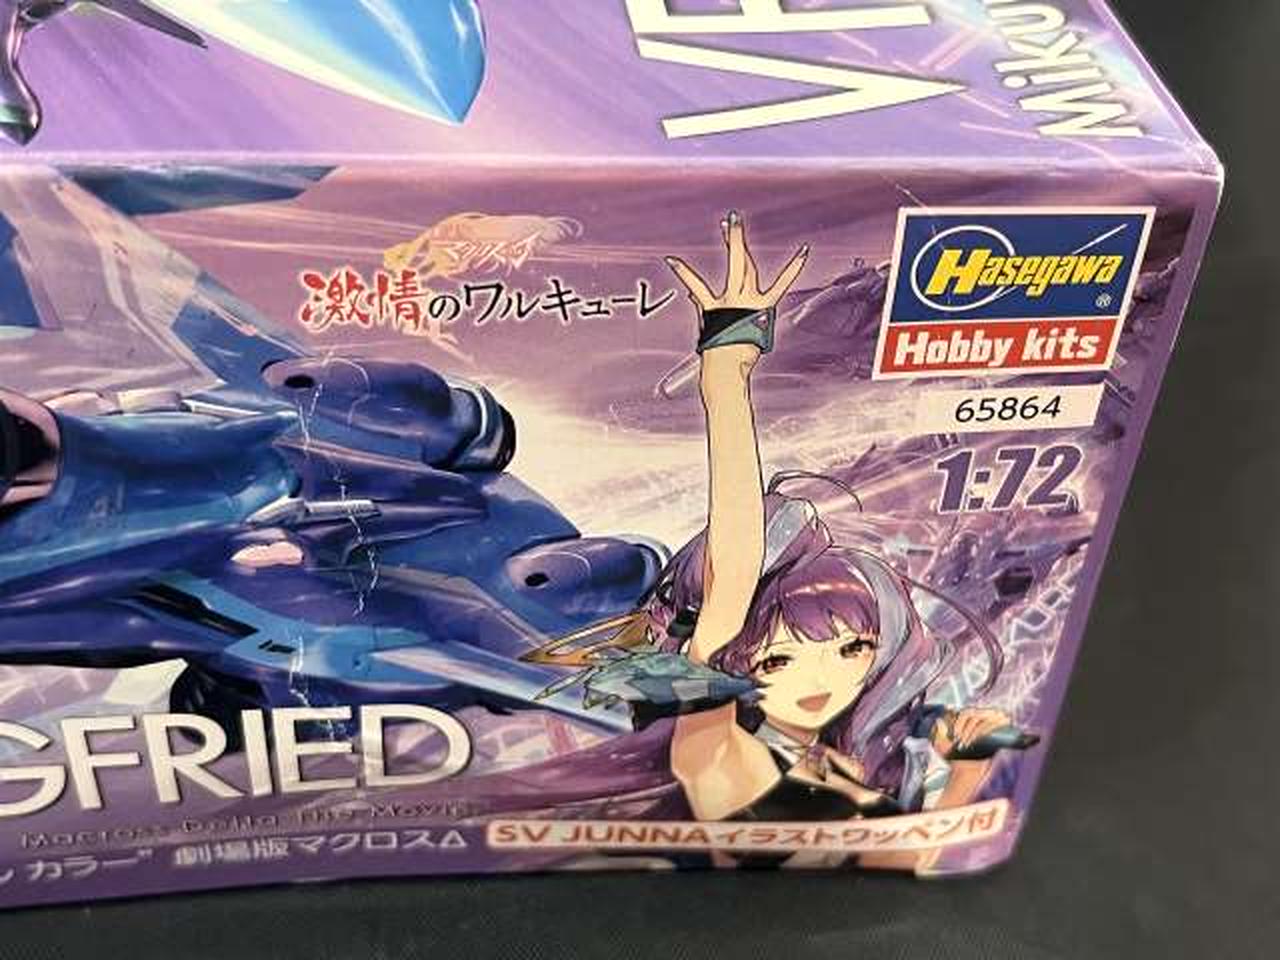 VF
Miku
マクロスΔ
激情のワルキューレ
Hasegawa®
Hobby kits
65864
1:72
GFRIED
Macross Delta the Movie
カラー" 劇場版マクロスΔ
SV JUNNAイラストワッペン付